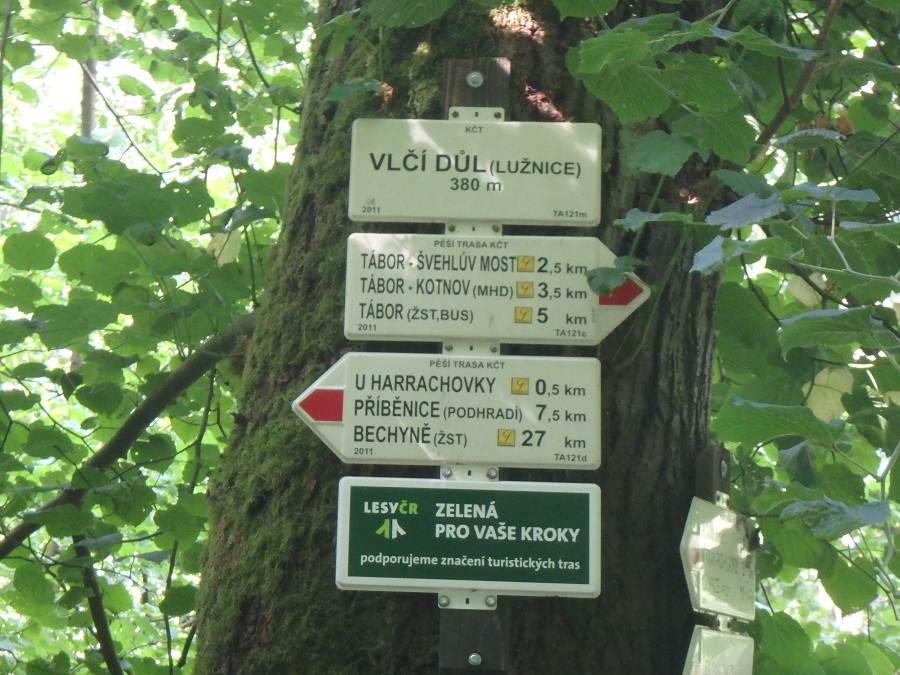 KČT
VLČÍ DŮL (LUŽNICE)
380 m
2011 TA121m
PĚŠÍ TRASA KČT
TÁBOR - ŠVEHLŮV MOST 2,5 km
TÁBOR - KOTNOV (MHD) 3,5 km
TÁBOR (ŽST,BUS) 5 km
2011 TA121c
PĚŠÍ TRASA KČT
U HARRACHOVKY 0,5 km
PŘÍBĚNICE (PODHRADÍ) 7,5 km
BECHYNĚ (ŽST) 27 km
2011 TA121d
LESY ČR
ZELENÁ
PRO VAŠE KROKY
podporujeme značení turistických tras